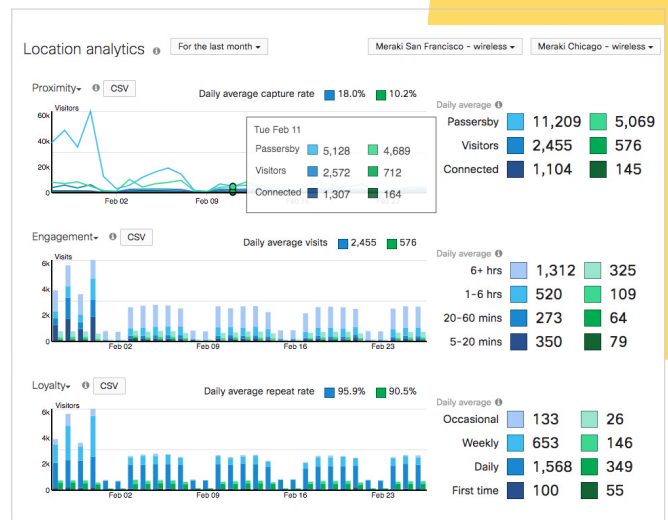 Location analytics
For the last month
Meraki San Francisco - wireless
Meraki Chicago - wireless
Proximity
CSV
Daily average capture rate 18.0% 10.2%
Visitors
60k
40k
20k
0k
Feb 02
Feb 09
Tue Feb 11
Passersby 5,128 4,689
Visitors 2,572 712
Connected 1,307 164
Daily average
Passersby 11,209 5,069
Visitors 2,455 576
Connected 1,104 145
Engagement
CSV
Daily average visits 2,455 576
Visits
6k
4k
2k
0k
Feb 02
Feb 09
Feb 16
Feb 23
Daily average
6+ hrs 1,312 325
1-6 hrs 520 109
20-60 mins 273 64
5-20 mins 350 79
Loyalty
CSV
Daily average repeat rate 95.9% 90.5%
Visitors
6k
4k
2k
0k
Feb 02
Feb 09
Feb 16
Feb 23
Daily average
Occasional 133 26
Weekly 653 146
Daily 1,568 349
First time 100 55